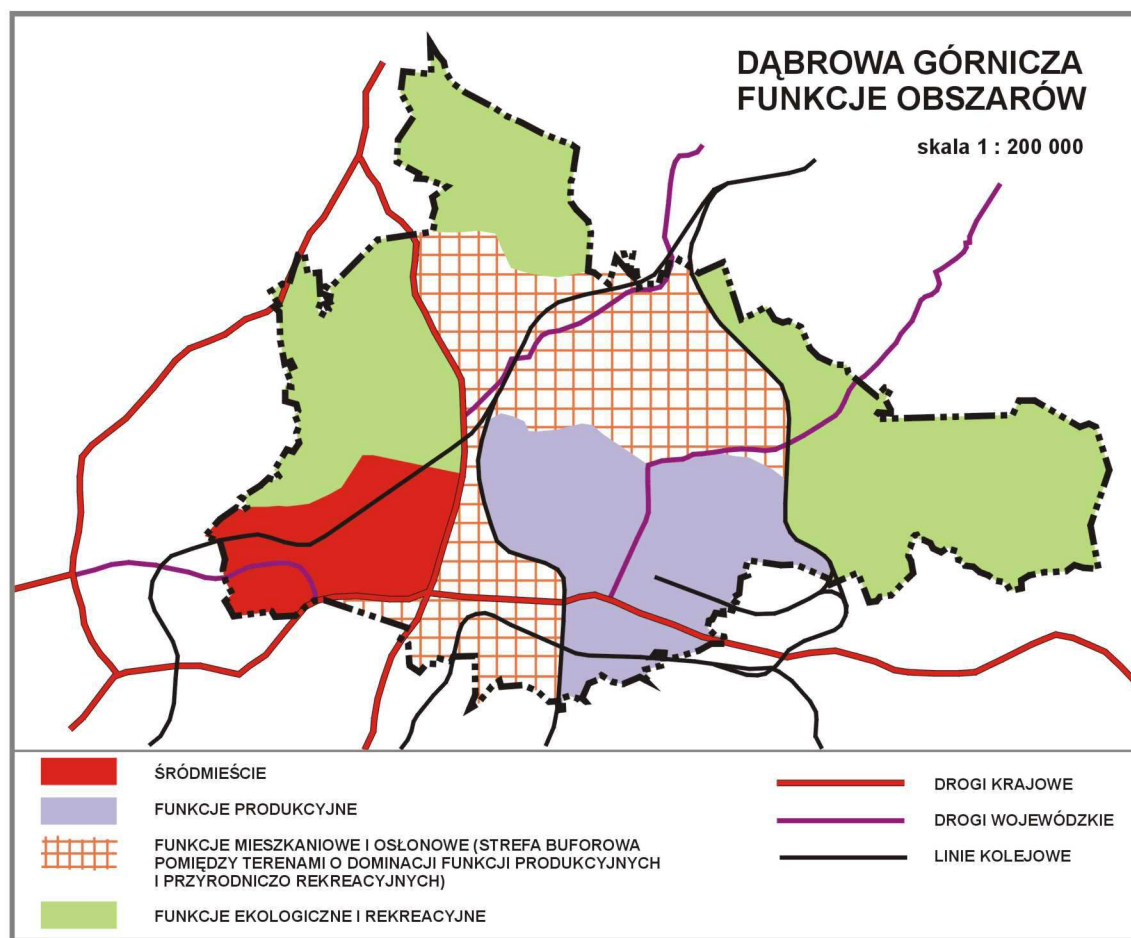 DĄBROWA GÓRNICZA
FUNKCJE OBSZARÓW
skala 1 : 200 000
ŚRÓDMIEŚCIE
FUNKCJE PRODUKCYJNE
FUNKCJE MIESZKANIOWE I OSŁONOWE (STREFA BUFOROWA
POMIĘDZY TERENAMI O DOMINACJI FUNKCJI PRODUKCYJNYCH
I PRZYRODNICZO REKREACYJNYCH)
FUNKCJE EKOLOGICZNE I REKREACYJNE
DROGI KRAJOWE
DROGI WOJEWÓDZKIE
LINIE KOLEJOWE